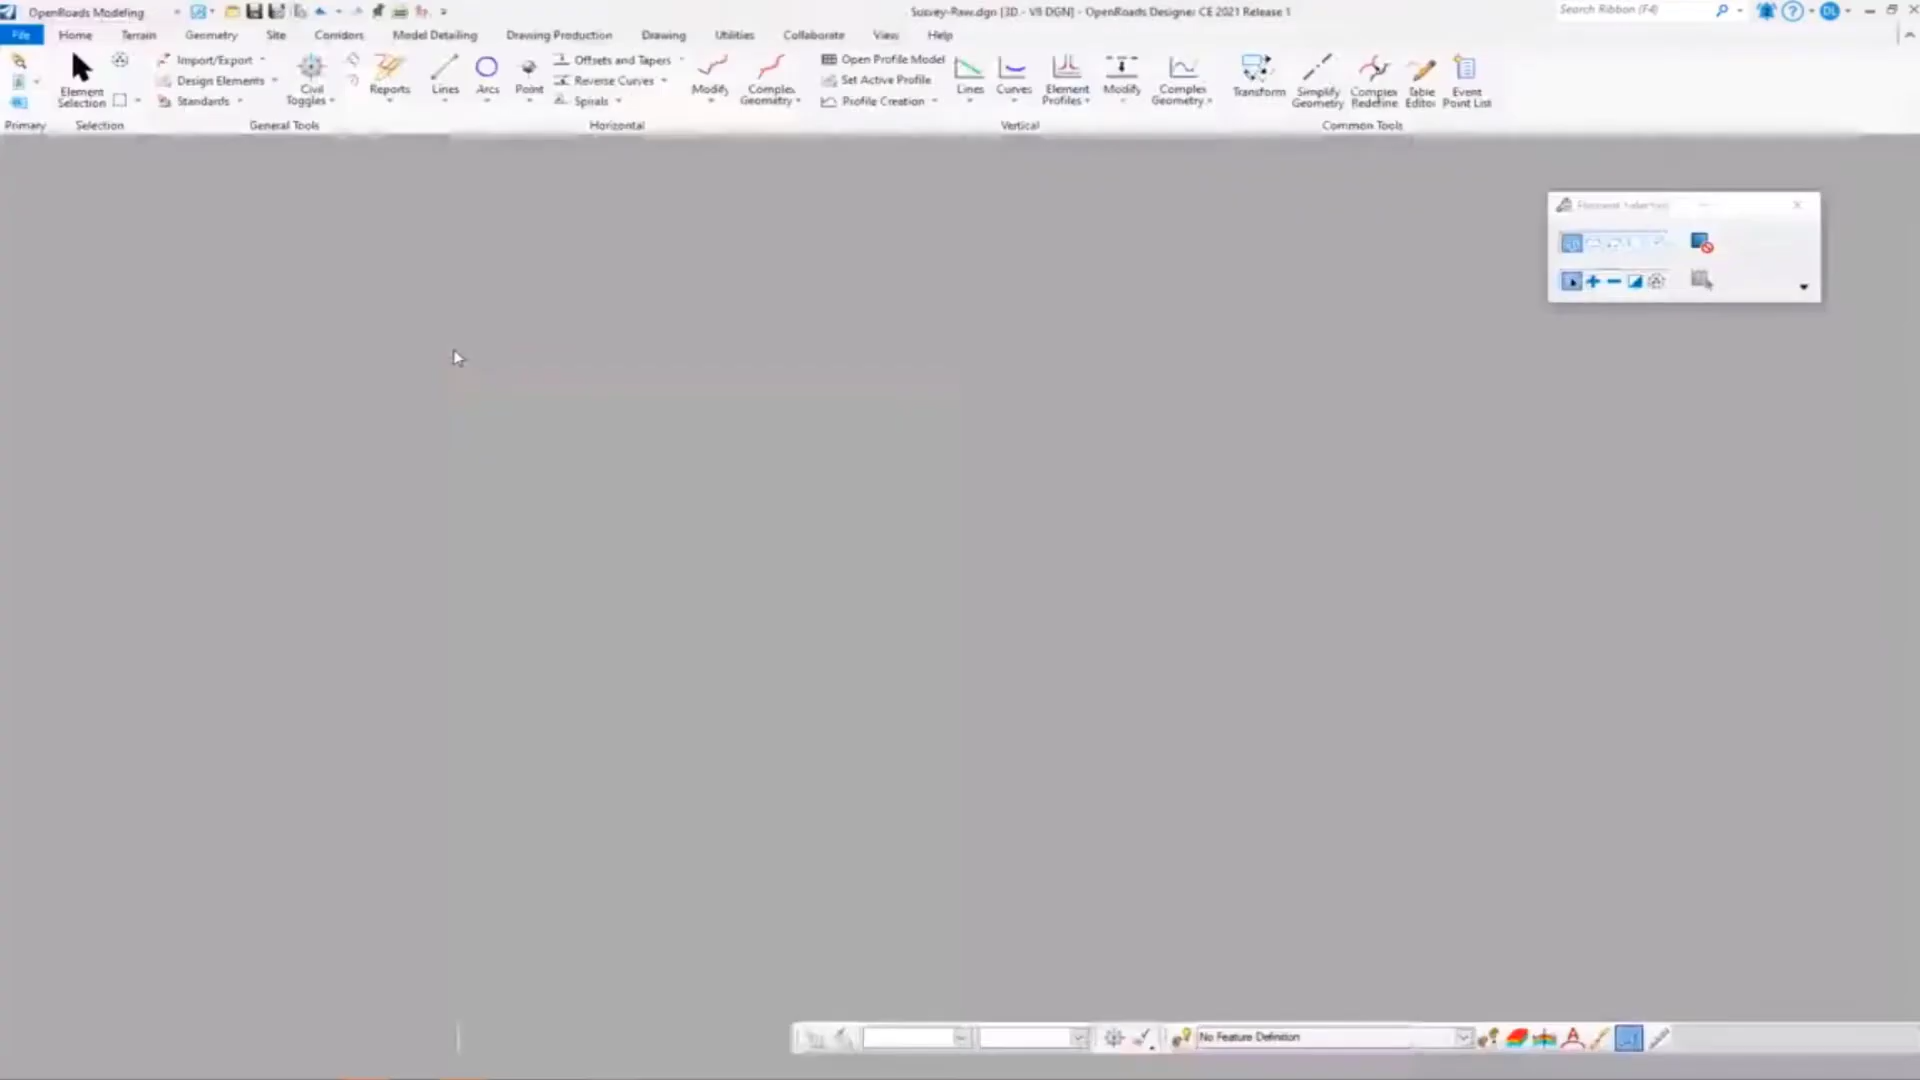 OpenRoads Modeling
Survey-Raw.dgn [3D - V8 DGN] - OpenRoads Designer CE 2021 Release 1
Search Ribbon (F4)
DL
File Home Terrain Geometry Site Corridors Model Detailing Drawing Production Drawing Utilities Collaborate View Help
Element Selection
Import/Export
Design Elements
Standards
Civil Toggles
Reports
Lines
Arcs
Point
Offsets and Tapers
Reverse Curves
Spirals
Modify
Complex Geometry
Open Profile Model
Set Active Profile
Profile Creation
Lines
Curves
Element Profiles
Modify
Complex Geometry
Transform
Simplify Geometry
Complex Redefine
Table Editor
Event Point List
Primary
Selection
General Tools
Horizontal
Vertical
Common Tools
Element Selection
No Feature Definition